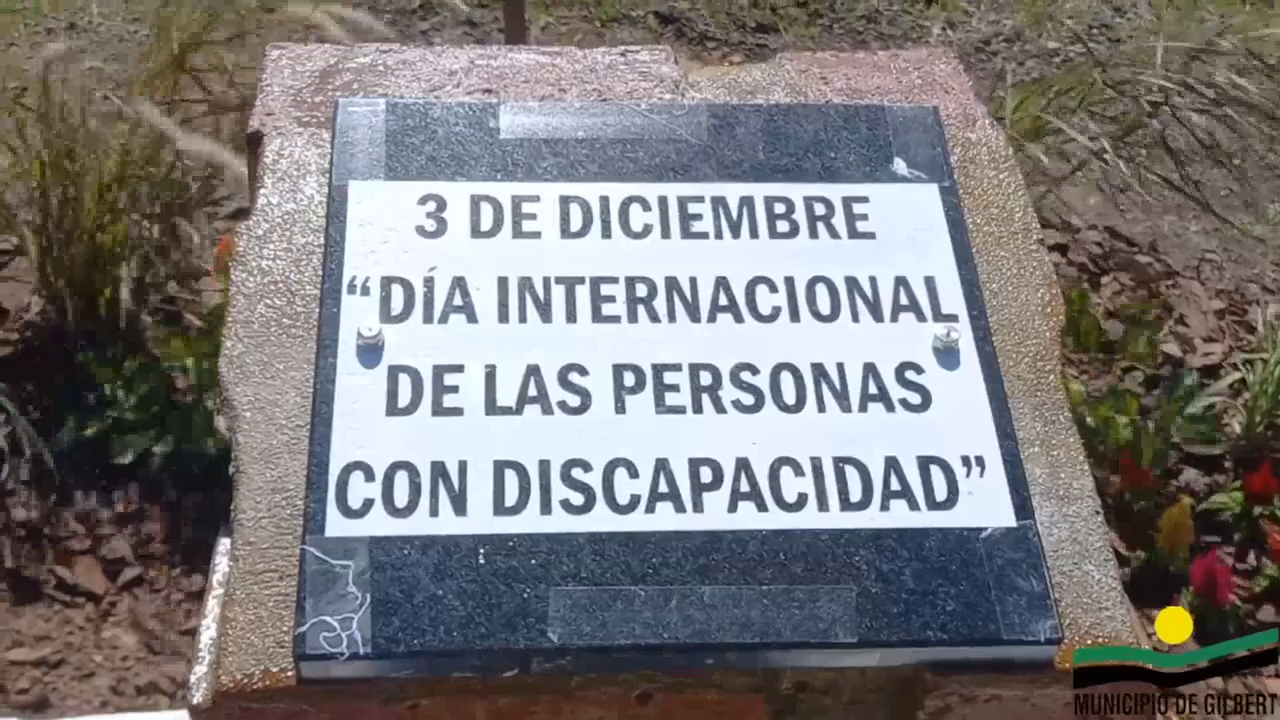 3 DE DICIEMBRE
“DÍA INTERNACIONAL
DE LAS PERSONAS
CON DISCAPACIDAD”
MUNICIPIO DE GILBERT